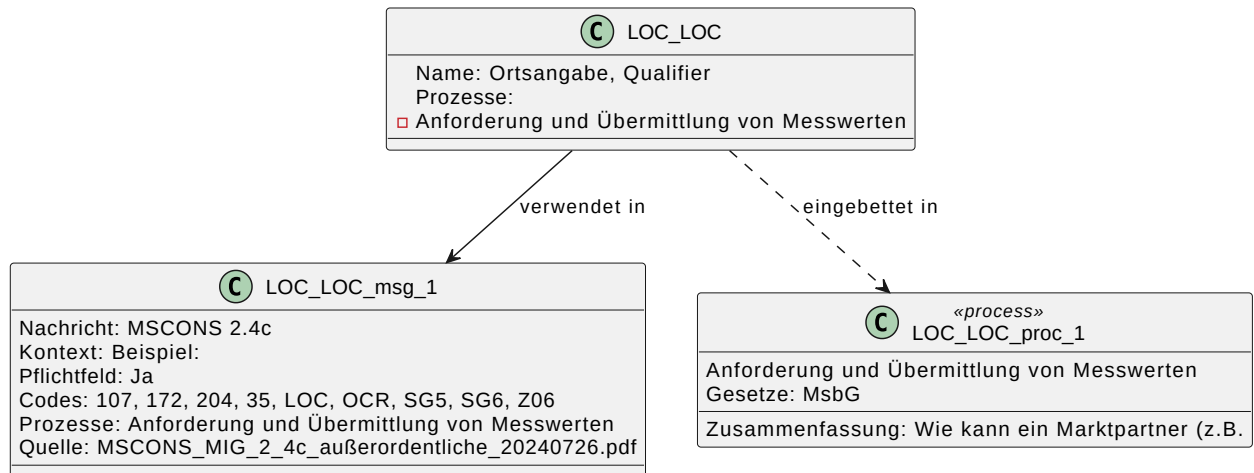 C LOC_LOC
Name: Ortsangabe, Qualifier
Prozesse:
Anforderung und Übermittlung von Messwerten
verwendet in
eingebettet in
C LOC_LOC_msg_1
Nachricht: MSCONS 2.4c
Kontext: Beispiel:
Pflichtfeld: Ja
Codes: 107, 172, 204, 35, LOC, OCR, SG5, SG6, Z06
Prozesse: Anforderung und Übermittlung von Messwerten
Quelle: MSCONS_MIG_2_4c_außerordentliche_20240726.pdf
«process»
C LOC_LOC_proc_1
Anforderung und Übermittlung von Messwerten
Gesetze: MsbG
Zusammenfassung: Wie kann ein Marktpartner (z.B.